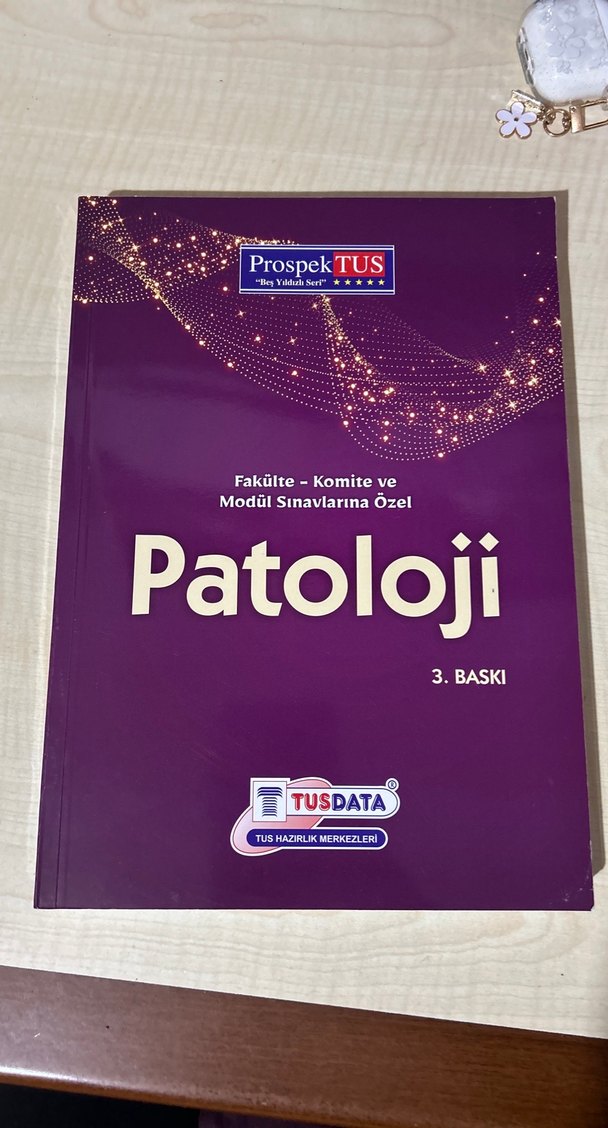 ProspekTUS
"Beş Yıldızlı Seri"
Fakülte - Komite ve
Modül Sınavlarına Özel
Patoloji
3. BASKI
TUSDATA
TUS HAZIRLIK MERKEZLERİ